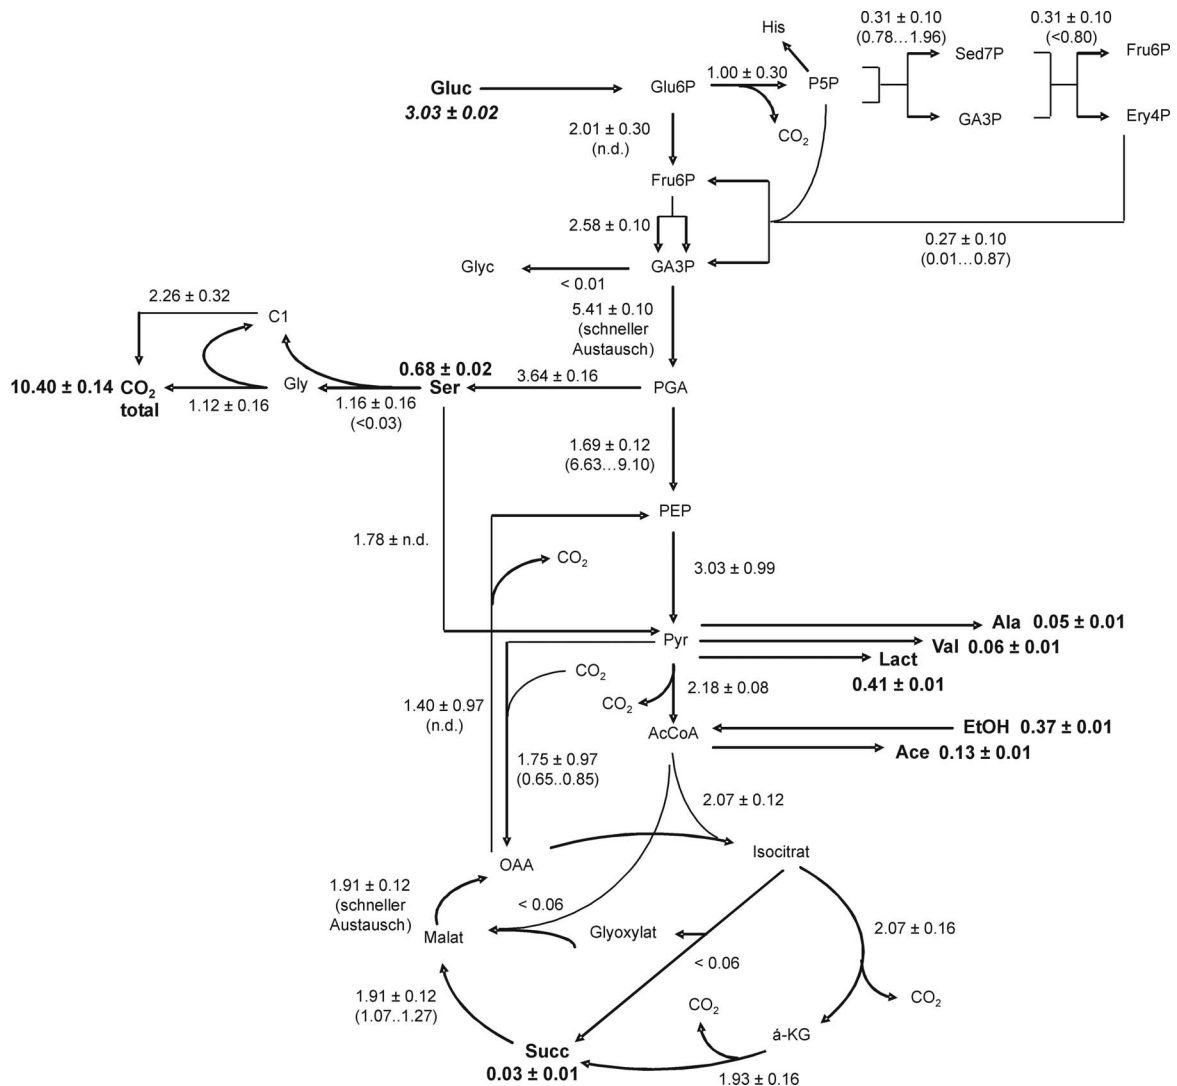 His
0.31 ± 0.10
(0.78…1.96)
0.31 ± 0.10
(<0.80)
Gluc
3.03 ± 0.02
Glu6P
1.00 ± 0.30
P5P
Sed7P
GA3P
Fru6P
Ery4P
CO2
2.01 ± 0.30
(n.d.)
Fru6P
2.58 ± 0.10
0.27 ± 0.10
(0.01…0.87)
Glyc
< 0.01
GA3P
2.26 ± 0.32
C1
5.41 ± 0.10
(schneller
Austausch)
10.40 ± 0.14 CO2
total
1.12 ± 0.16
Gly
1.16 ± 0.16
(<0.03)
0.68 ± 0.02
Ser
3.64 ± 0.16
PGA
1.69 ± 0.12
(6.63…9.10)
PEP
1.78 ± n.d.
CO2
3.03 ± 0.99
Pyr
Ala 0.05 ± 0.01
Val 0.06 ± 0.01
Lact
0.41 ± 0.01
CO2
CO2
2.18 ± 0.08
1.40 ± 0.97
(n.d.)
AcCoA
EtOH 0.37 ± 0.01
Ace 0.13 ± 0.01
1.75 ± 0.97
(0.65..0.85)
2.07 ± 0.12
OAA
Isocitrat
1.91 ± 0.12
(schneller
Austausch)
< 0.06
Malat
Glyoxylat
< 0.06
2.07 ± 0.16
CO2
1.91 ± 0.12
(1.07..1.27)
CO2
á-KG
Succ
0.03 ± 0.01
1.93 ± 0.16